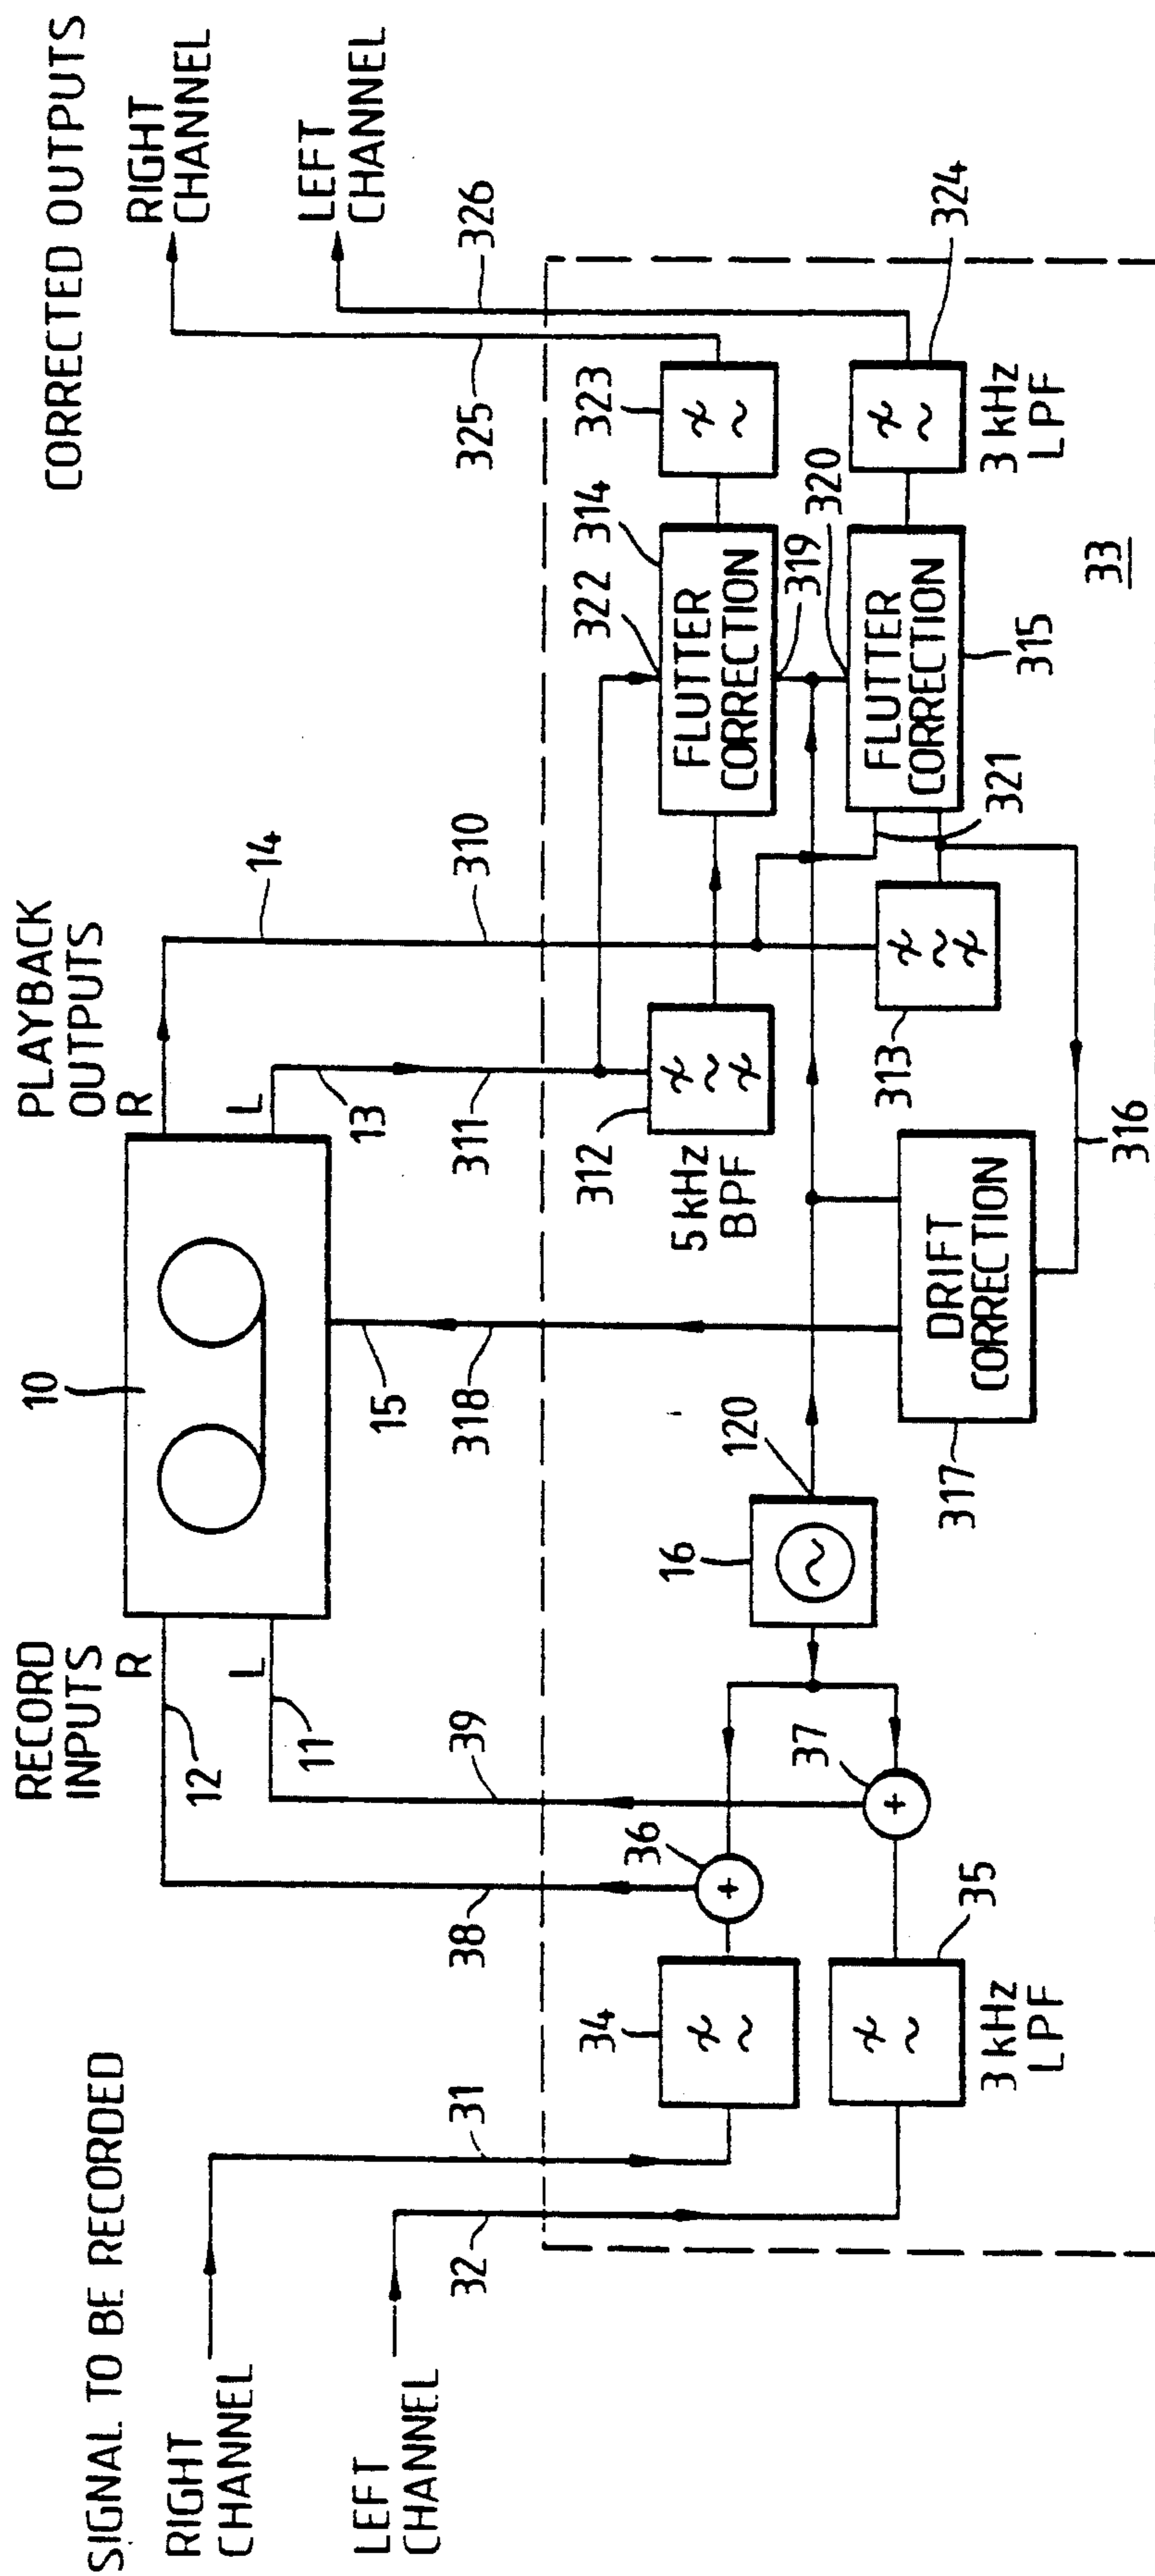 SIGNAL TO BE RECORDED
RIGHT
CHANNEL
LEFT
CHANNEL
RECORD
INPUTS
R
L
12
11
10
PLAYBACK
OUTPUTS
R
L
14
13
CORRECTED OUTPUTS
RIGHT
CHANNEL
LEFT
CHANNEL
32
31
38
39
318
15
311
310
325
326
34
36
37
35
3 kHz
LPF
16
120
317
DRIFT
CORRECTION
312
5 kHz
BPF
313
316
322
314
FLUTTER
CORRECTION
319
320
FLUTTER
CORRECTION
321
315
323
324
3 kHz
LPF
33